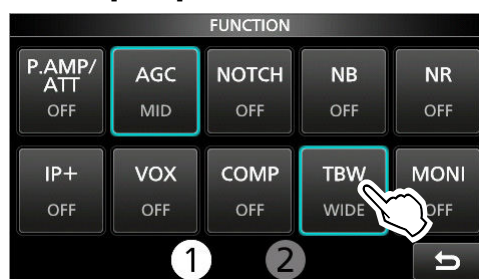 FUNCTION
P.AMP/ATT AGC NOTCH NB NR
OFF MID OFF OFF OFF
IP+ VOX COMP TBW MONI
OFF OFF OFF WIDE OFF
1 2